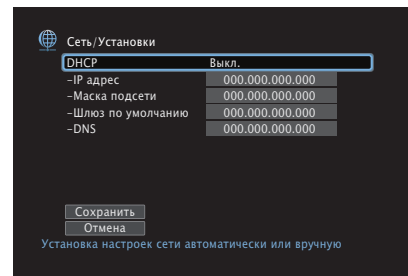 Сеть/Установки
DHCP Выкл.
–IP адрес 000.000.000.000
–Маска подсети 000.000.000.000
–Шлюз по умолчанию 000.000.000.000
–DNS 000.000.000.000
Сохранить
Отмена
Установка настроек сети автоматически или вручную